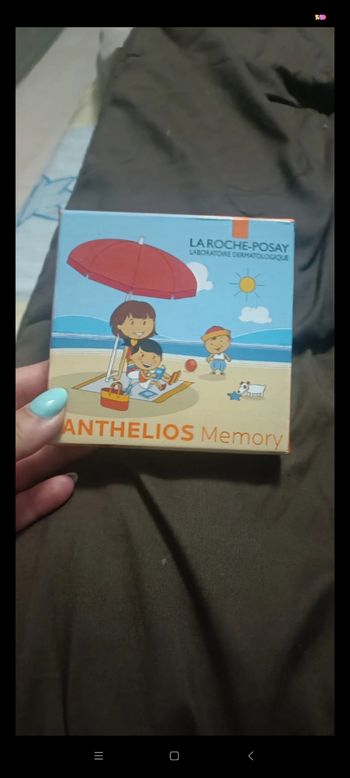 LA ROCHE-POSAY
LABORATOIRE DERMATOLOGIQUE
ANTHELIOS Memory